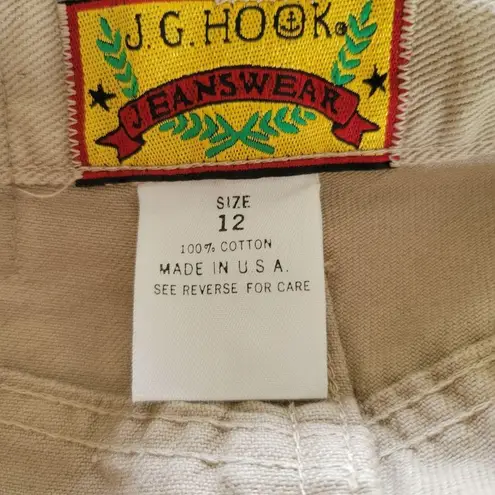 J.G.HOOK®
JEANSWEAR
SIZE
12
100% COTTON
MADE IN U.S.A.
SEE REVERSE FOR CARE